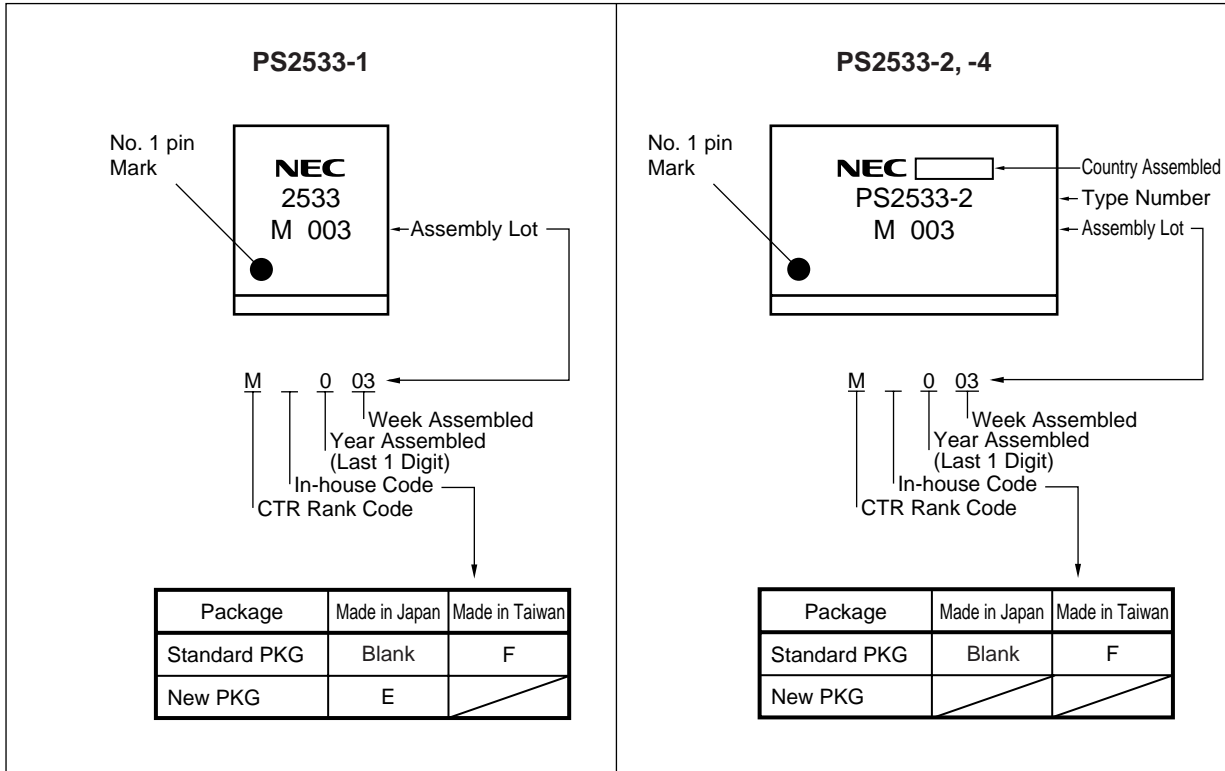 PS2533-1
No. 1 pin
Mark
NEC
2533
M 003
Assembly Lot
M 0 03
Week Assembled
Year Assembled
(Last 1 Digit)
In-house Code
CTR Rank Code
Package Made in Japan Made in Taiwan
Standard PKG Blank F
New PKG E
PS2533-2, -4
No. 1 pin
Mark
NEC
Country Assembled
PS2533-2
Type Number
M 003
Assembly Lot
M 0 03
Week Assembled
Year Assembled
(Last 1 Digit)
In-house Code
CTR Rank Code
Package Made in Japan Made in Taiwan
Standard PKG Blank F
New PKG